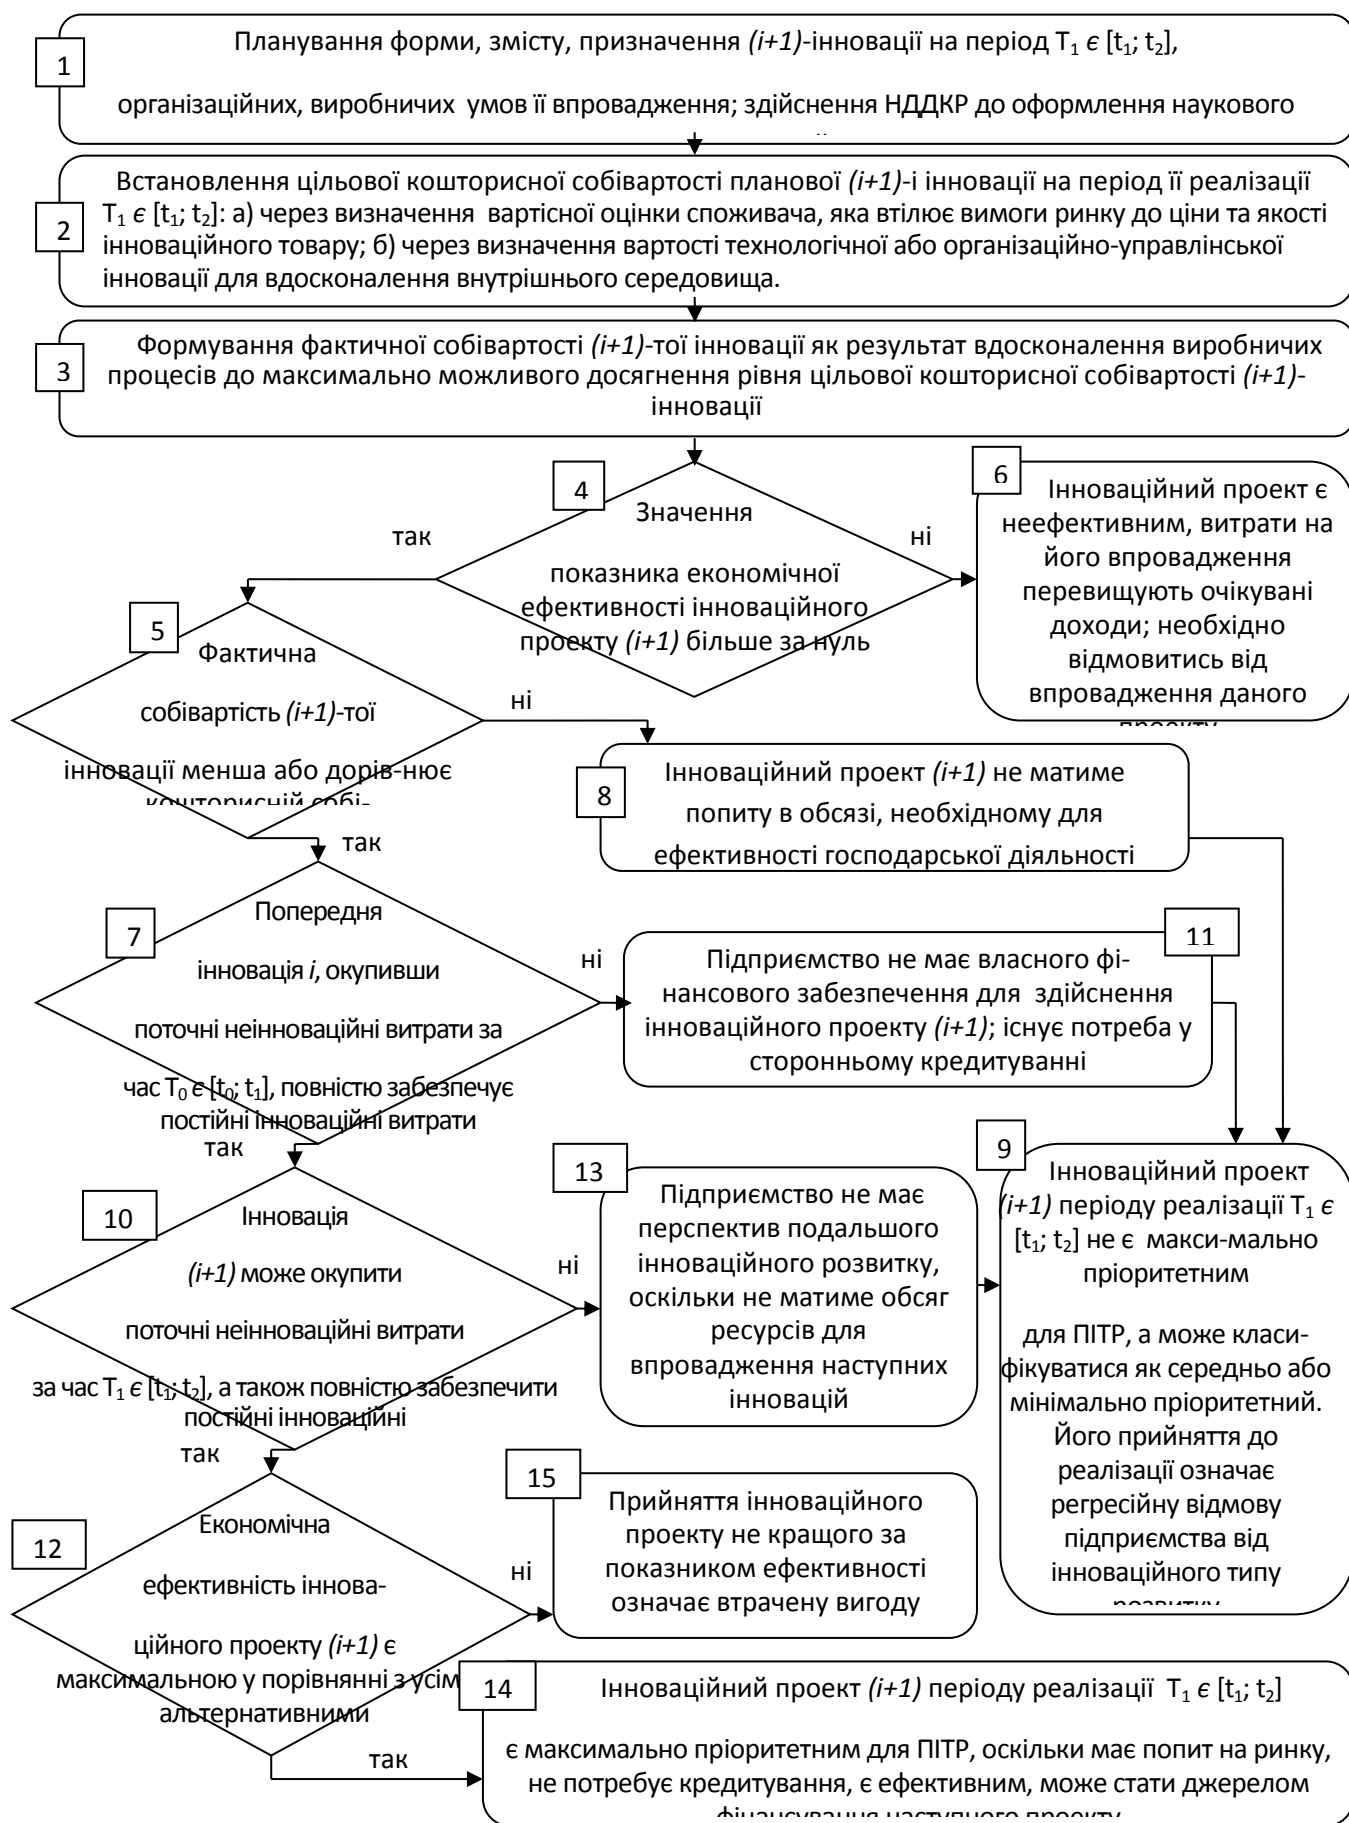 1
Планування форми, змісту, призначення (i+1)-інновації на період T₁ є [t₁; t₂],
організаційних, виробничих умов її впровадження; здійснення НДДКР до оформлення наукового
2
Встановлення цільової кошторисної собівартості планової (i+1)-і інновації на період її реалізації
T₁ є [t₁; t₂]: а) через визначення вартісної оцінки споживача, яка втілює вимоги ринку до ціни та якості
інноваційного товару; б) через визначення вартості технологічної або організаційно-управлінської
інновації для вдосконалення внутрішнього середовища.
3
Формування фактичної собівартості (i+1)-тої інновації як результат вдосконалення виробничих
процесів до максимально можливого досягнення рівня цільової кошторисної собівартості (i+1)-
інновації
4
Значення
показника економічної
ефективності інноваційного
проекту (i+1) більше за нуль
так
ні
6
Інноваційний проект є
неефективним, витрати на
його впровадження
перевищують очікувані
доходи; необхідно
відмовитись від
впровадження даного
проекту
5
Фактична
собівартість (i+1)-тої
інновації менша або дорів-нює
кошторисній собі-
ні
так
8
Інноваційний проект (i+1) не матиме
попиту в обсязі, необхідному для
ефективності господарської діяльності
7
Попередня
інновація i, окупивши
поточні неінноваційні витрати за
час T₀ є [t₀; t₁], повністю забезпечує
постійні інноваційні витрати
ні
так
11
Підприємство не має власного фі-
нансового забезпечення для здійснення
інноваційного проекту (i+1); існує потреба у
сторонньому кредитуванні
10
Інновація
(i+1) може окупити
поточні неінноваційні витрати
за час T₁ є [t₁; t₂], а також повністю забезпечити
постійні інноваційні
ні
так
13
Підприємство не має
перспектив подальшого
інноваційного розвитку,
оскільки не матиме обсяг
ресурсів для
впровадження наступних
інновацій
9
Інноваційний проект
(i+1) періоду реалізації T₁ є
[t₁; t₂] не є макси-мально
пріоритетним
для ПІТР, а може класи-
фікуватися як середньо або
мінімально пріоритетний.
Його прийняття до
реалізації означає
регресійну відмову
підприємства від
інноваційного типу
розвитку
12
Економічна
ефективність іннова-
ційного проекту (i+1) є
максимальною у порівнянні з усім
альтернативними
ні
так
15
Прийняття інноваційного
проекту не кращого за
показником ефективності
означає втрачену вигоду
14
Інноваційний проект (i+1) періоду реалізації T₁ є [t₁; t₂]
є максимально пріоритетним для ПІТР, оскільки має попит на ринку,
не потребує кредитування, є ефективним, може стати джерелом
фінансування наступного проекту